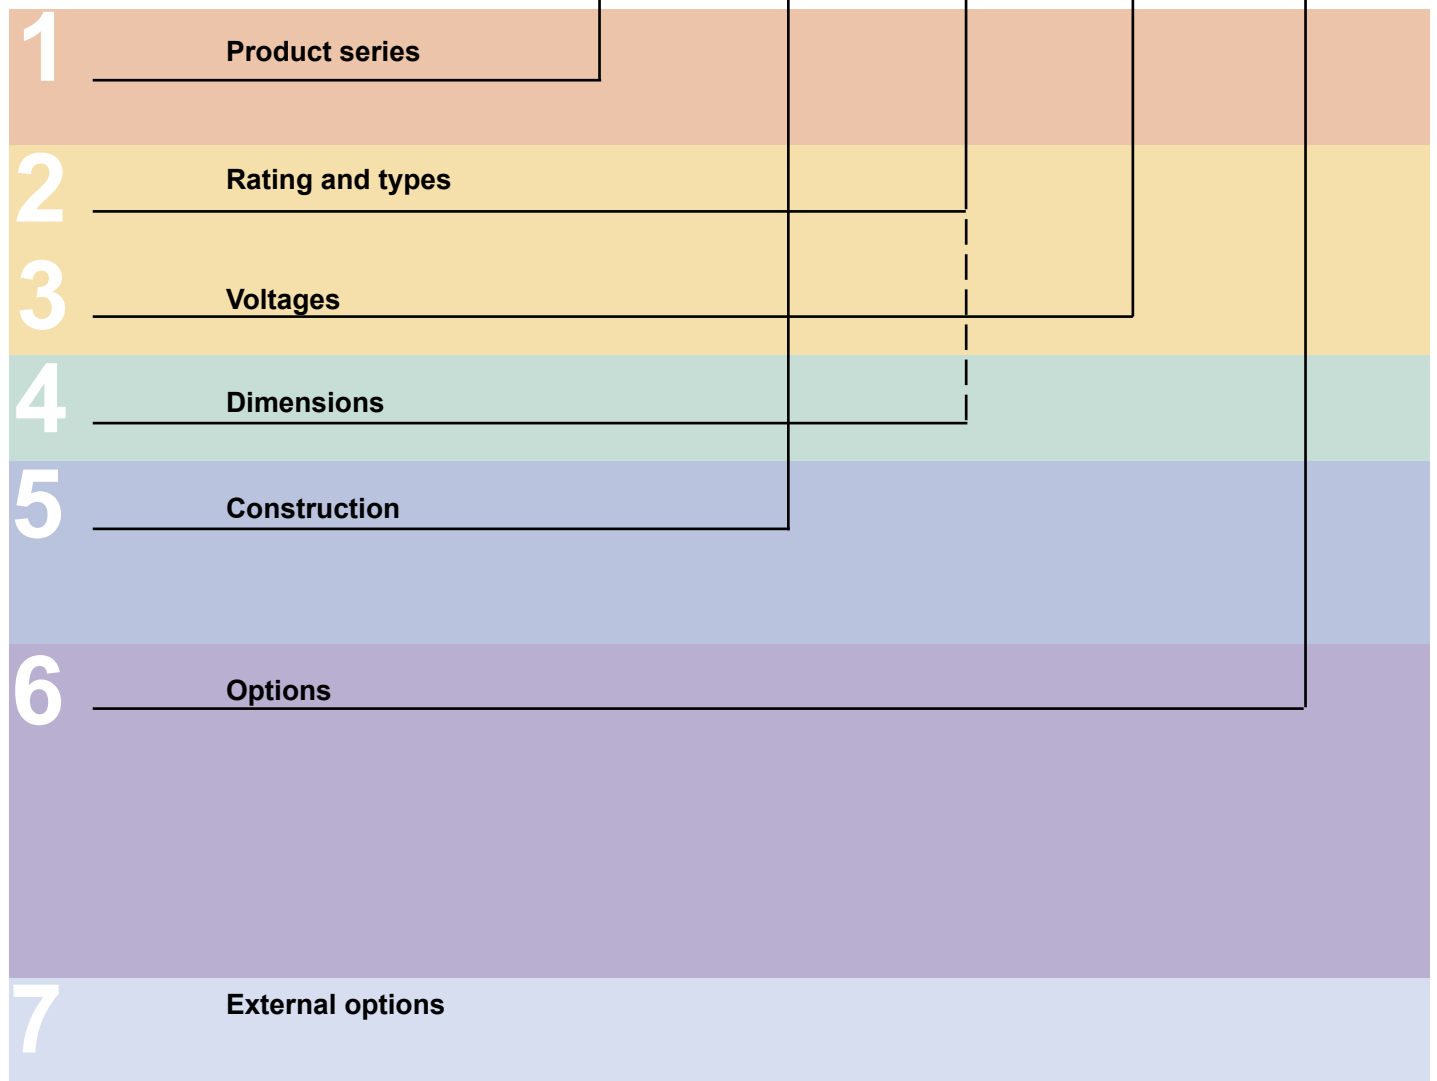 1 Product series
2 Rating and types
3 Voltages
4 Dimensions
5 Construction
6 Options
7 External options